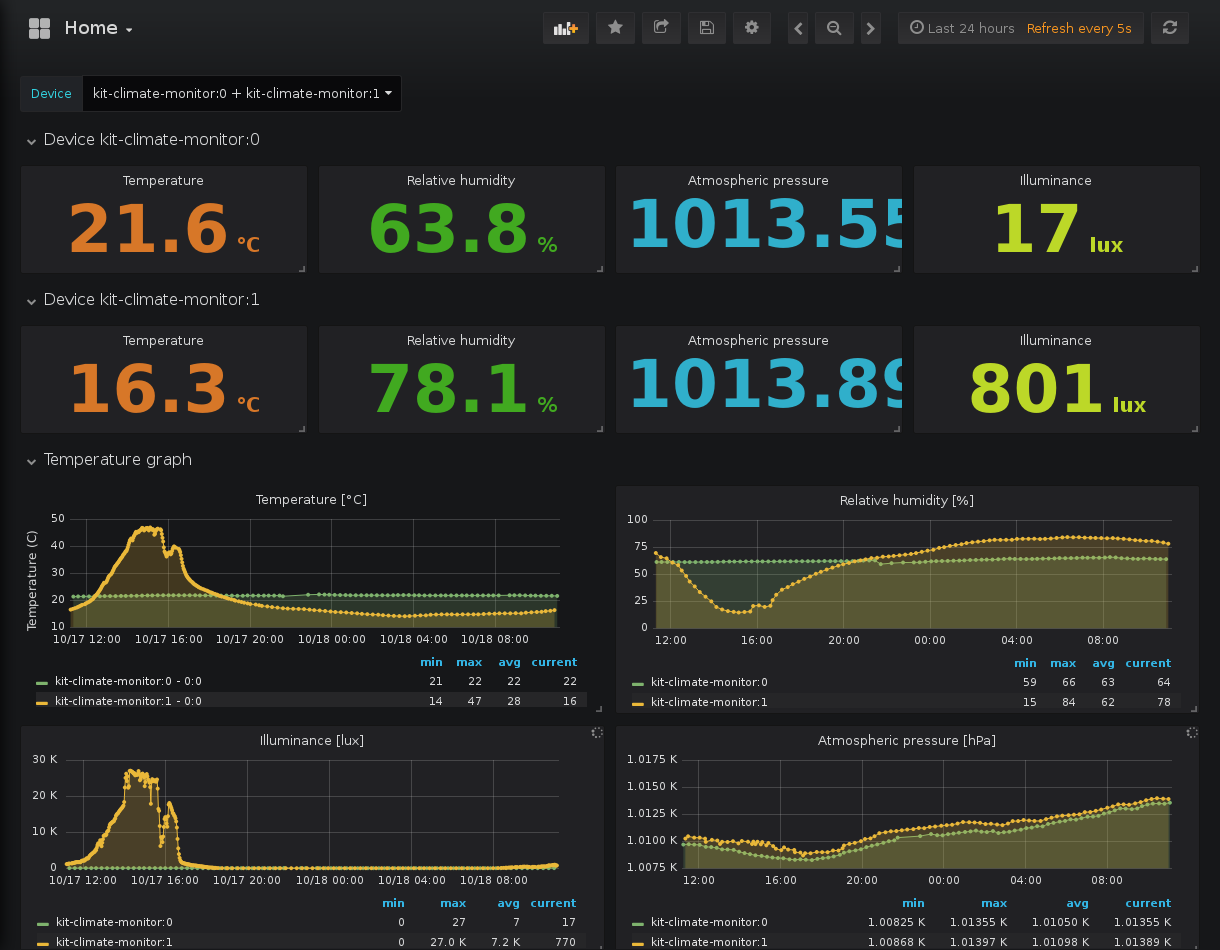 Home
Last 24 hours Refresh every 5s
Device kit-climate-monitor:0 + kit-climate-monitor:1
Device kit-climate-monitor:0
Temperature Relative humidity Atmospheric pressure Illuminance
21.6 °C 63.8 % 1013.55 17 lux
Device kit-climate-monitor:1
Temperature Relative humidity Atmospheric pressure Illuminance
16.3 °C 78.1 % 1013.89 801 lux
Temperature graph
Temperature [°C]
Temperature (C)
50
40
30
20
10
10/17 12:00 10/17 16:00 10/17 20:00 10/18 00:00 10/18 04:00 10/18 08:00
min max avg current
kit-climate-monitor:0 - 0:0 21 22 22 22
kit-climate-monitor:1 - 0:0 14 47 28 16
Relative humidity [%]
100
75
50
25
0
12:00 16:00 20:00 00:00 04:00 08:00
min max avg current
kit-climate-monitor:0 59 66 63 64
kit-climate-monitor:1 15 84 62 78
Illuminance [lux]
30 K
20 K
10 K
0
10/17 12:00 10/17 16:00 10/17 20:00 10/18 00:00 10/18 04:00 10/18 08:00
min max avg current
kit-climate-monitor:0 0 27 7 17
kit-climate-monitor:1 0 27.0 K 7.2 K 770
Atmospheric pressure [hPa]
1.0175 K
1.0150 K
1.0125 K
1.0100 K
1.0075 K
12:00 16:00 20:00 00:00 04:00 08:00
min max avg current
kit-climate-monitor:0 1.00825 K 1.01355 K 1.01050 K 1.01355 K
kit-climate-monitor:1 1.00868 K 1.01397 K 1.01098 K 1.01389 K